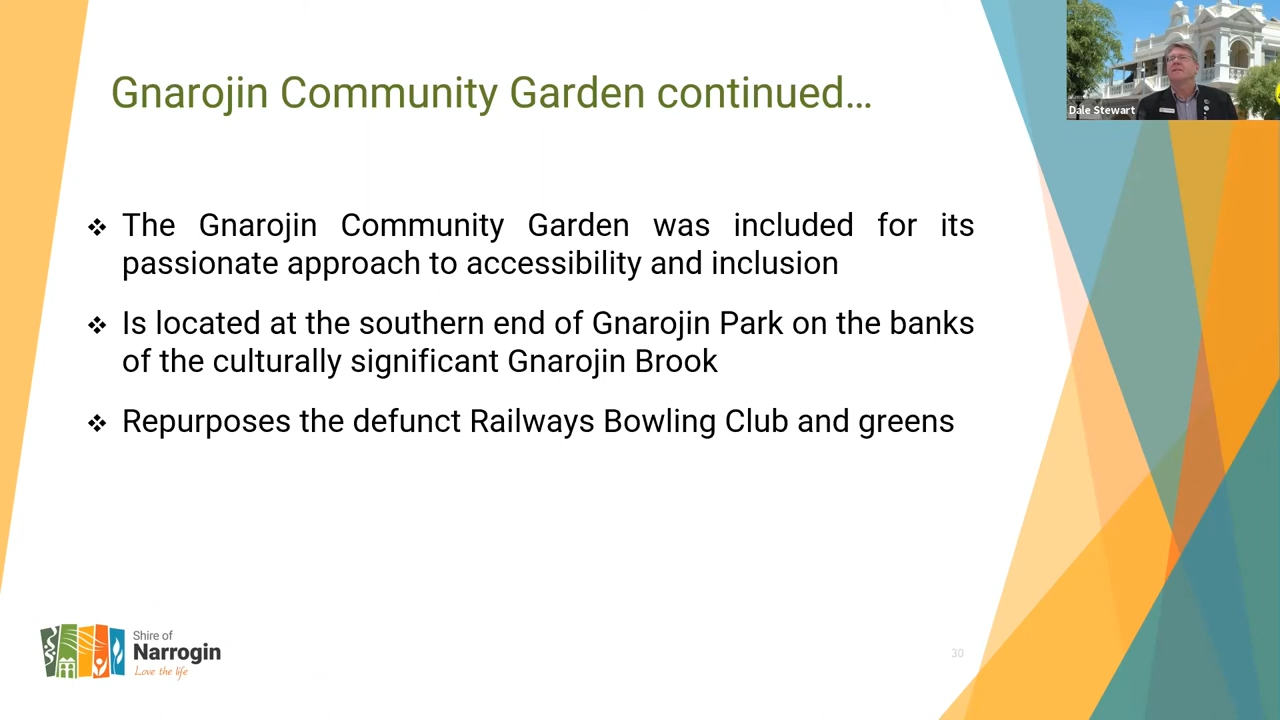 Gnarojin Community Garden continued…
Dale Stewart
❖ The Gnarojin Community Garden was included for its
passionate approach to accessibility and inclusion
❖ Is located at the southern end of Gnarojin Park on the banks
of the culturally significant Gnarojin Brook
❖ Repurposes the defunct Railways Bowling Club and greens
Shire of
Narrogin
Love the life
30